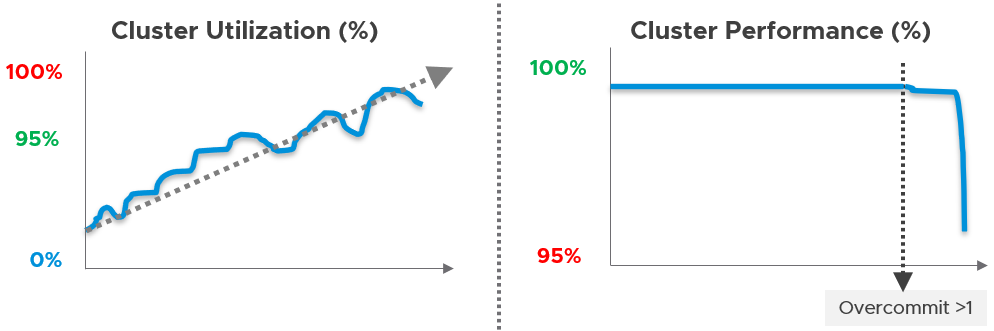 Cluster Utilization (%)
100%
95%
0%
Cluster Performance (%)
100%
95%
Overcommit >1